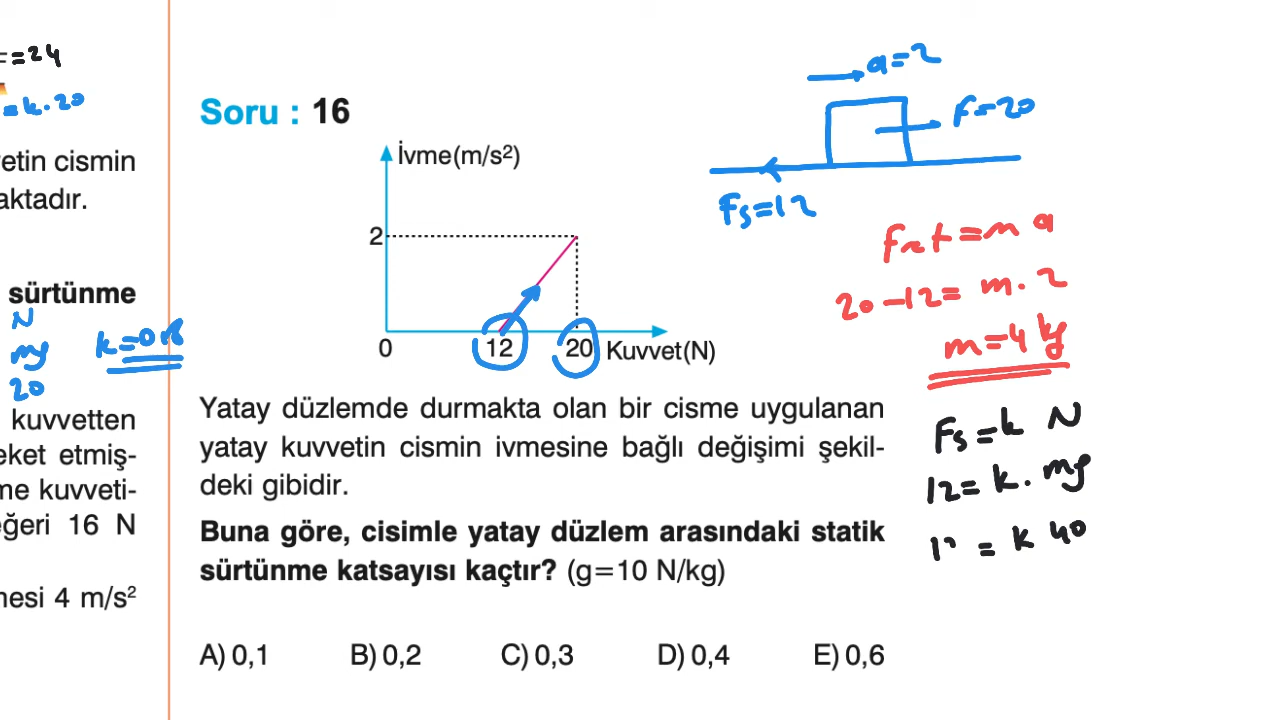 =24
=k.20
etin cismin
aktadır.
sürtünme
N
mg
20
k=0,8
kuvvetten
eket etmiş-
me kuvveti-
ğeri 16 N
nesi 4 m/s²
Soru : 16
İvme(m/s²)
2
0
12
20
Kuvvet(N)
Yatay düzlemde durmakta olan bir cisme uygulanan
yatay kuvvetin cismin ivmesine bağlı değişimi şekil-
deki gibidir.
Buna göre, cisimle yatay düzlem arasındaki statik
sürtünme katsayısı kaçtır? (g=10 N/kg)
A) 0,1 B) 0,2 C) 0,3 D) 0,4 E) 0,6
a=2
F=20
Fs=12
Fnet=m a
20-12=m.2
m=4 kg
Fs=k N
12=k.mg
= k 40